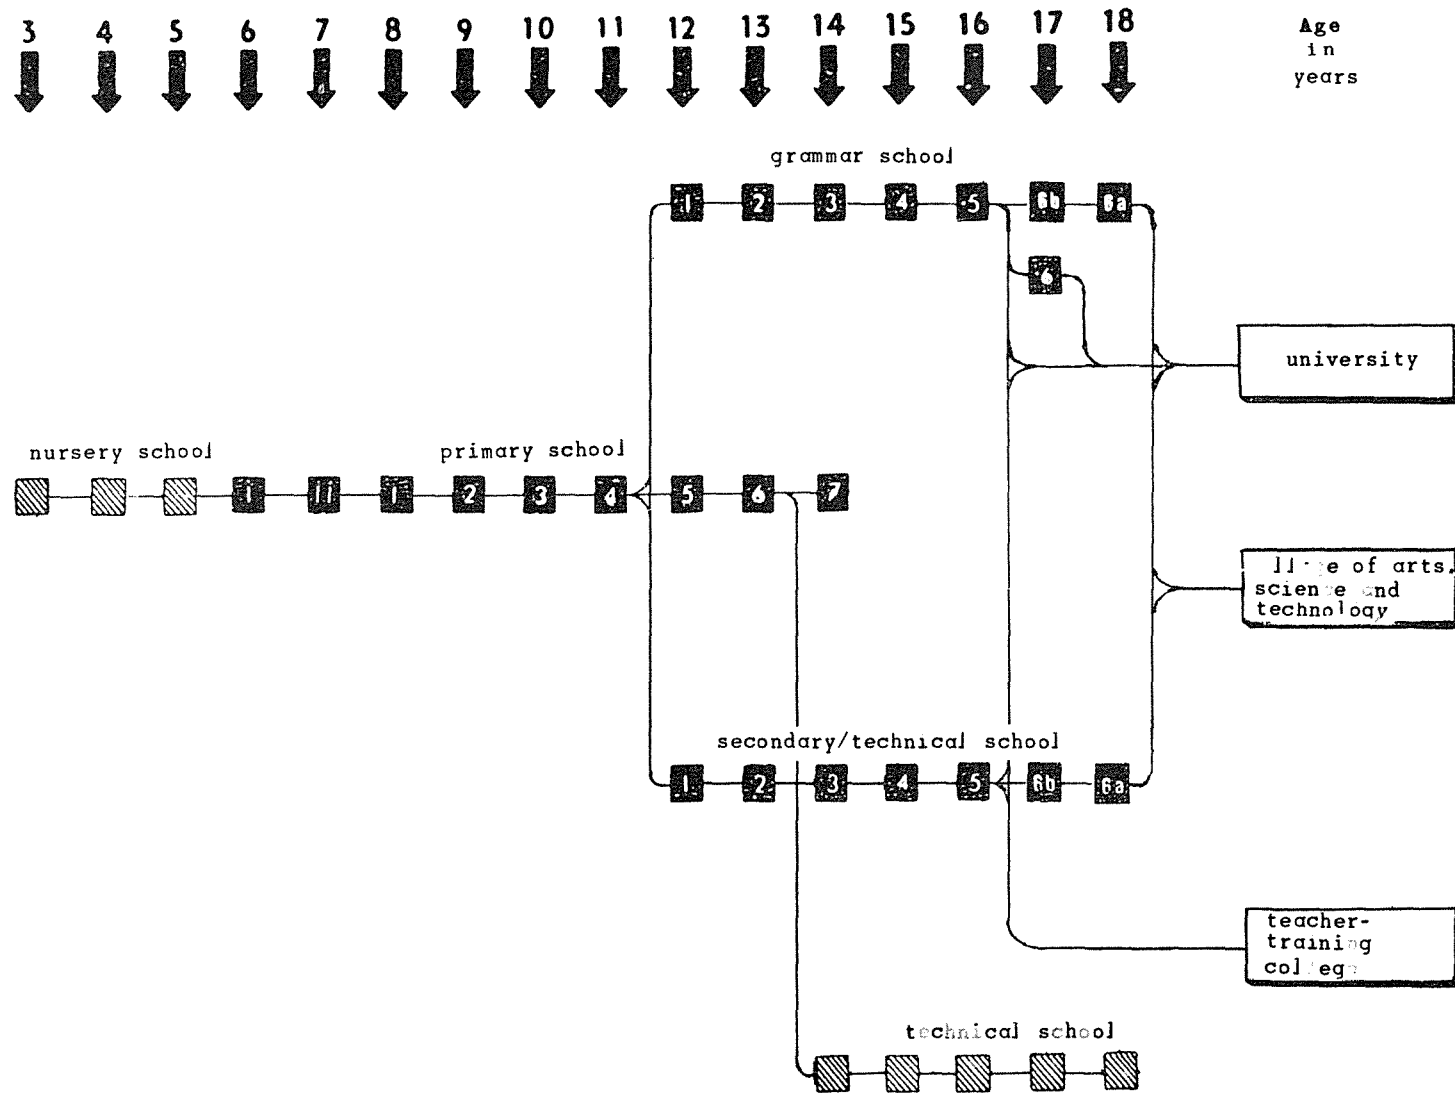 3 4 5 6 7 8 9 10 11 12 13 14 15 16 17 18
Age
in
years
grammar school
1 2 3 4 5 6b 6a
6
university
nursery school
primary school
i ii 1 2 3 4 5 6 7
of arts.
science and
technology
secondary/technical school
1 2 3 4 5 6b 6a
teacher-
training
college
technical school